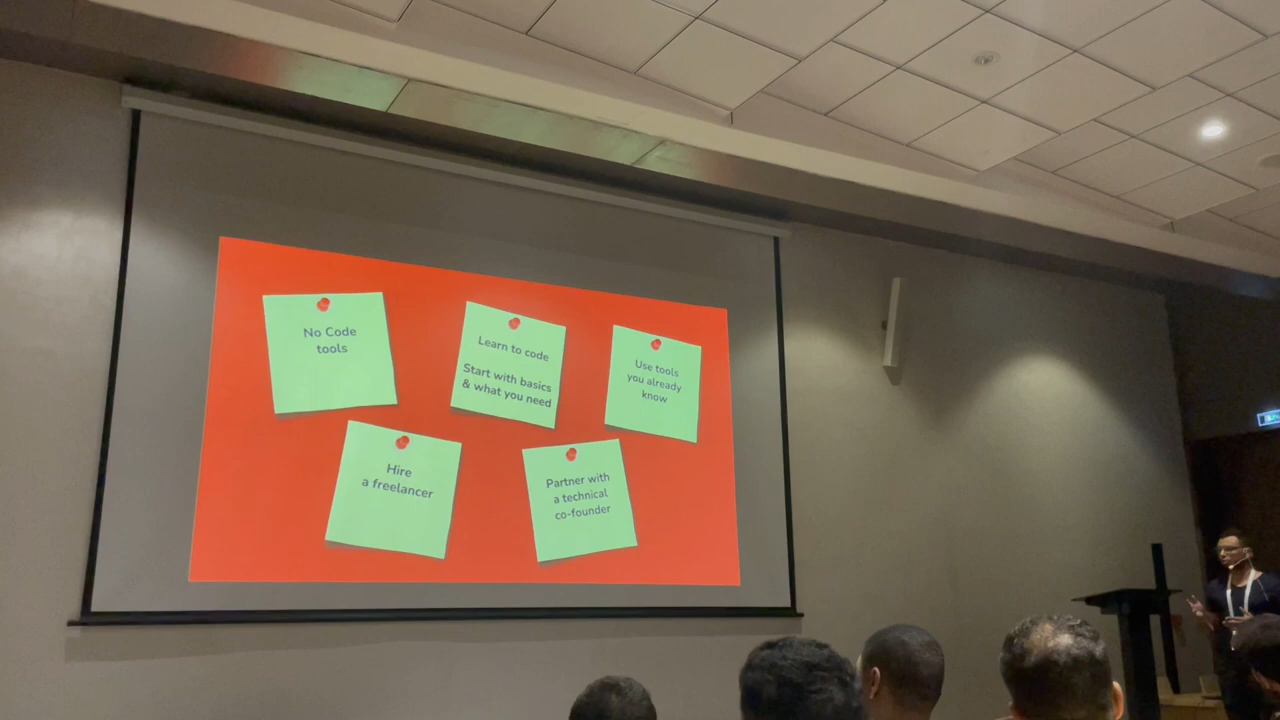 No Code
tools
Learn to code
Start with basics
& what you need
Use tools
you already
know
Hire
a freelancer
Partner with
a technical
co-founder